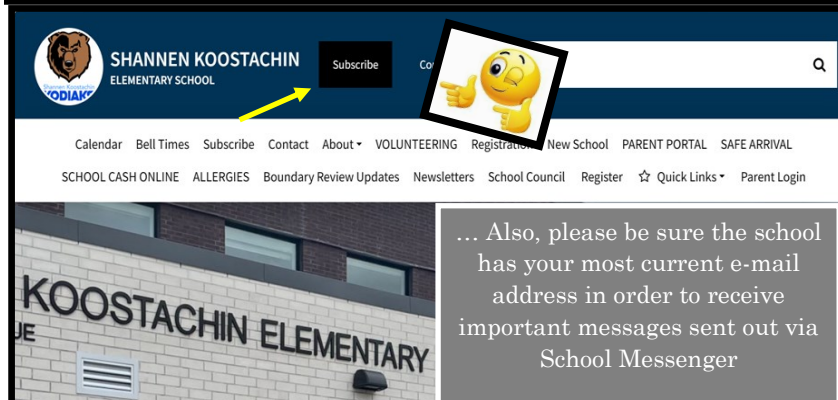 SHANNEN KOOSTACHIN
ELEMENTARY SCHOOL
Shannen Koostachin
KODIAKS
Subscribe
Calendar Bell Times Subscribe Contact About VOLUNTEERING Registration New School PARENT PORTAL SAFE ARRIVAL
SCHOOL CASH ONLINE ALLERGIES Boundary Review Updates Newsletters School Council Register Quick Links Parent Login
KOOSTACHIN ELEMENTARY
UE
… Also, please be sure the school
has your most current e-mail
address in order to receive
important messages sent out via
School Messenger